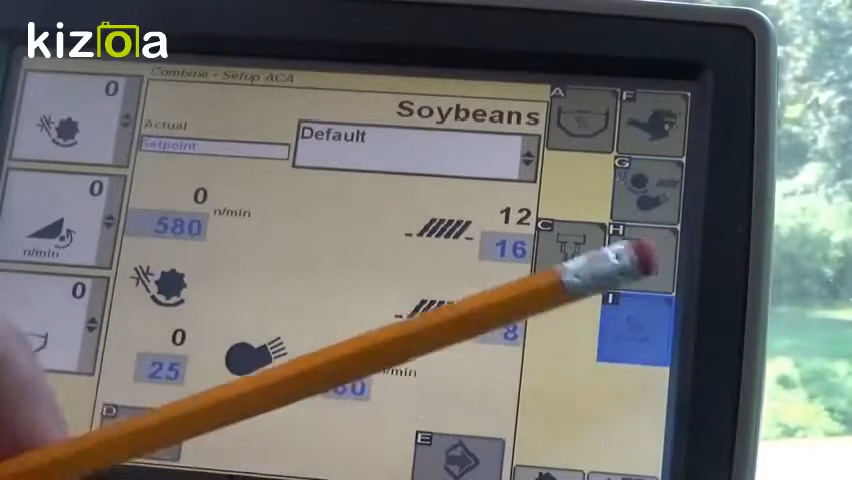 kizoa
Combine - Setup ACA
Soybeans
Actual
Setpoint
Default
0
0
n/min
0
0
n/min
580
12
16
0
25
8
n/min
A
F
G
C
H
I
D
E